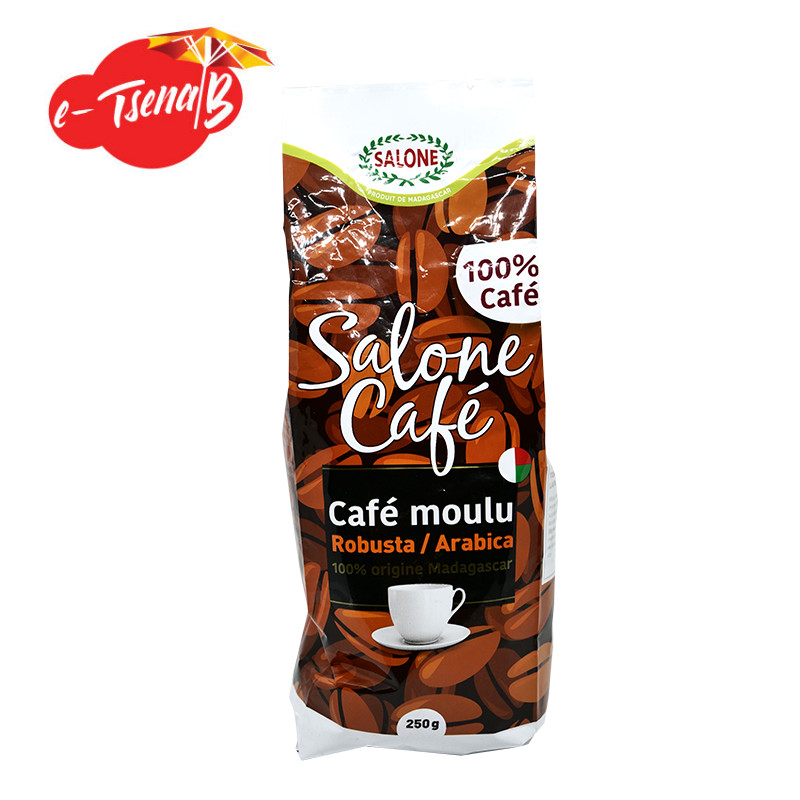 e-TsenaB
SALONE
PRODUIT DE MADAGASCAR
100%
Café
Salone
Café
Café moulu
Robusta / Arabica
100% origine Madagascar
250g